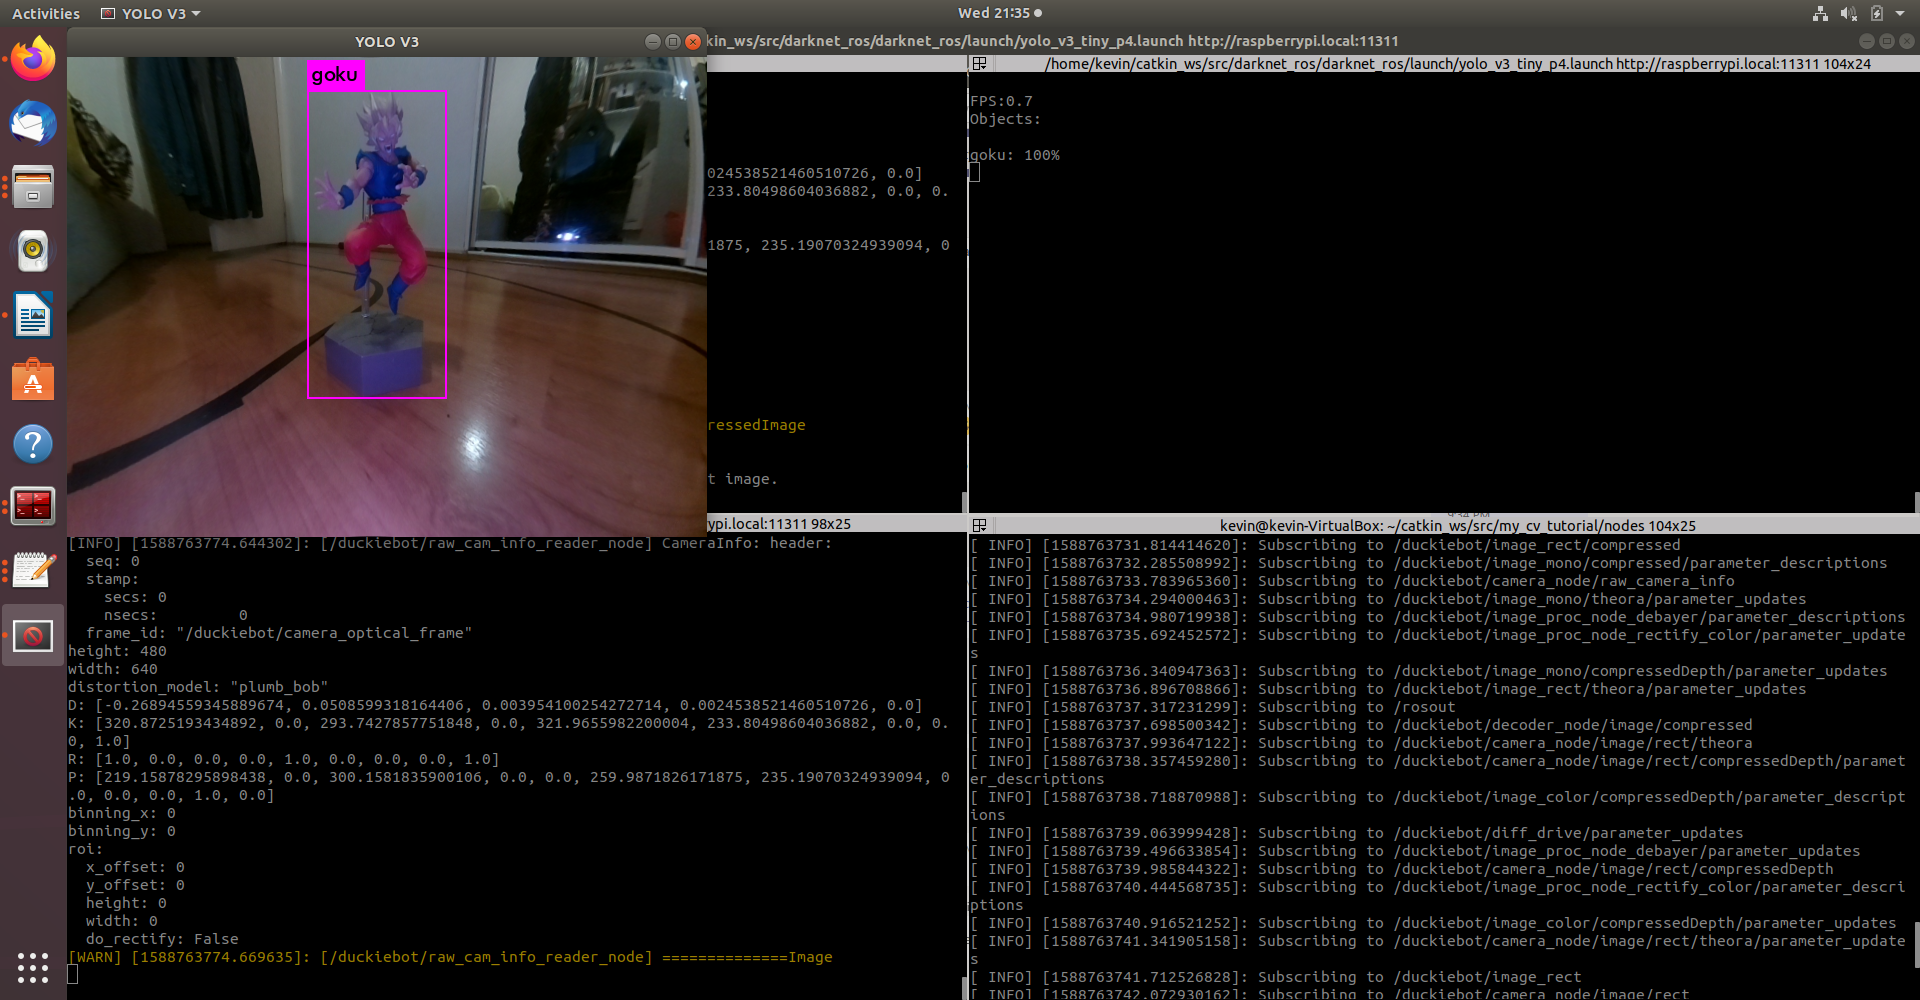 Activities
YOLO V3
Wed 21:35
YOLO V3
kin_ws/src/darknet_ros/darknet_ros/launch/yolo_v3_tiny_p4.launch http://raspberrypi.local:11311
goku
024538521460510726, 0.0]
233.80498604036882, 0.0, 0.
1875, 235.19070324939094, 0
ressedImage
t image.
/home/kevin/catkin_ws/src/darknet_ros/darknet_ros/launch/yolo_v3_tiny_p4.launch http://raspberrypi.local:11311 104x24
FPS:0.7
Objects:
goku: 100%
ypi.local:11311 98x25
[INFO] [1588763774.644302]: [/duckiebot/raw_cam_info_reader_node] CameraInfo: header:
seq: 0
stamp:
secs: 0
nsecs: 0
frame_id: "/duckiebot/camera_optical_frame"
height: 480
width: 640
distortion_model: "plumb_bob"
D: [-0.26894559345889674, 0.0508599318164406, 0.003954100254272714, 0.0024538521460510726, 0.0]
K: [320.8725193434892, 0.0, 293.7427857751848, 0.0, 321.9655982200004, 233.80498604036882, 0.0, 0.
0, 1.0]
R: [1.0, 0.0, 0.0, 0.0, 1.0, 0.0, 0.0, 0.0, 1.0]
P: [219.15878295898438, 0.0, 300.1581835900106, 0.0, 0.0, 259.9871826171875, 235.19070324939094, 0
.0, 0.0, 0.0, 1.0, 0.0]
binning_x: 0
binning_y: 0
roi:
x_offset: 0
y_offset: 0
height: 0
width: 0
do_rectify: False
[WARN] [1588763774.669635]: [/duckiebot/raw_cam_info_reader_node] ==============Image
kevin@kevin-VirtualBox: ~/catkin_ws/src/my_cv_tutorial/nodes 104x25
[ INFO] [1588763731.814414620]: Subscribing to /duckiebot/image_rect/compressed
[ INFO] [1588763732.285508992]: Subscribing to /duckiebot/image_mono/compressed/parameter_descriptions
[ INFO] [1588763733.783965360]: Subscribing to /duckiebot/camera_node/raw_camera_info
[ INFO] [1588763734.294000463]: Subscribing to /duckiebot/image_mono/theora/parameter_updates
[ INFO] [1588763734.980719938]: Subscribing to /duckiebot/image_proc_node_debayer/parameter_descriptions
[ INFO] [1588763735.692452572]: Subscribing to /duckiebot/image_proc_node_rectify_color/parameter_update
s
[ INFO] [1588763736.340947363]: Subscribing to /duckiebot/image_mono/compressedDepth/parameter_updates
[ INFO] [1588763736.896708866]: Subscribing to /duckiebot/image_rect/theora/parameter_updates
[ INFO] [1588763737.317231299]: Subscribing to /rosout
[ INFO] [1588763737.698500342]: Subscribing to /duckiebot/decoder_node/image/compressed
[ INFO] [1588763737.993647122]: Subscribing to /duckiebot/camera_node/image/rect/theora
[ INFO] [1588763738.357459280]: Subscribing to /duckiebot/camera_node/image/rect/compressedDepth/paramet
er_descriptions
[ INFO] [1588763738.718870988]: Subscribing to /duckiebot/image_color/compressedDepth/parameter_descript
ions
[ INFO] [1588763739.063999428]: Subscribing to /duckiebot/diff_drive/parameter_updates
[ INFO] [1588763739.496633854]: Subscribing to /duckiebot/image_proc_node_debayer/parameter_updates
[ INFO] [1588763739.985844322]: Subscribing to /duckiebot/camera_node/image/rect/compressedDepth
[ INFO] [1588763740.444568735]: Subscribing to /duckiebot/image_proc_node_rectify_color/parameter_descri
ptions
[ INFO] [1588763740.916521252]: Subscribing to /duckiebot/image_color/compressedDepth/parameter_updates
[ INFO] [1588763741.341905158]: Subscribing to /duckiebot/camera_node/image/rect/theora/parameter_update
s
[ INFO] [1588763741.712526828]: Subscribing to /duckiebot/image_rect
[ INFO] [1588763742.072930162]: Subscribing to /duckiebot/camera_node/image/rect